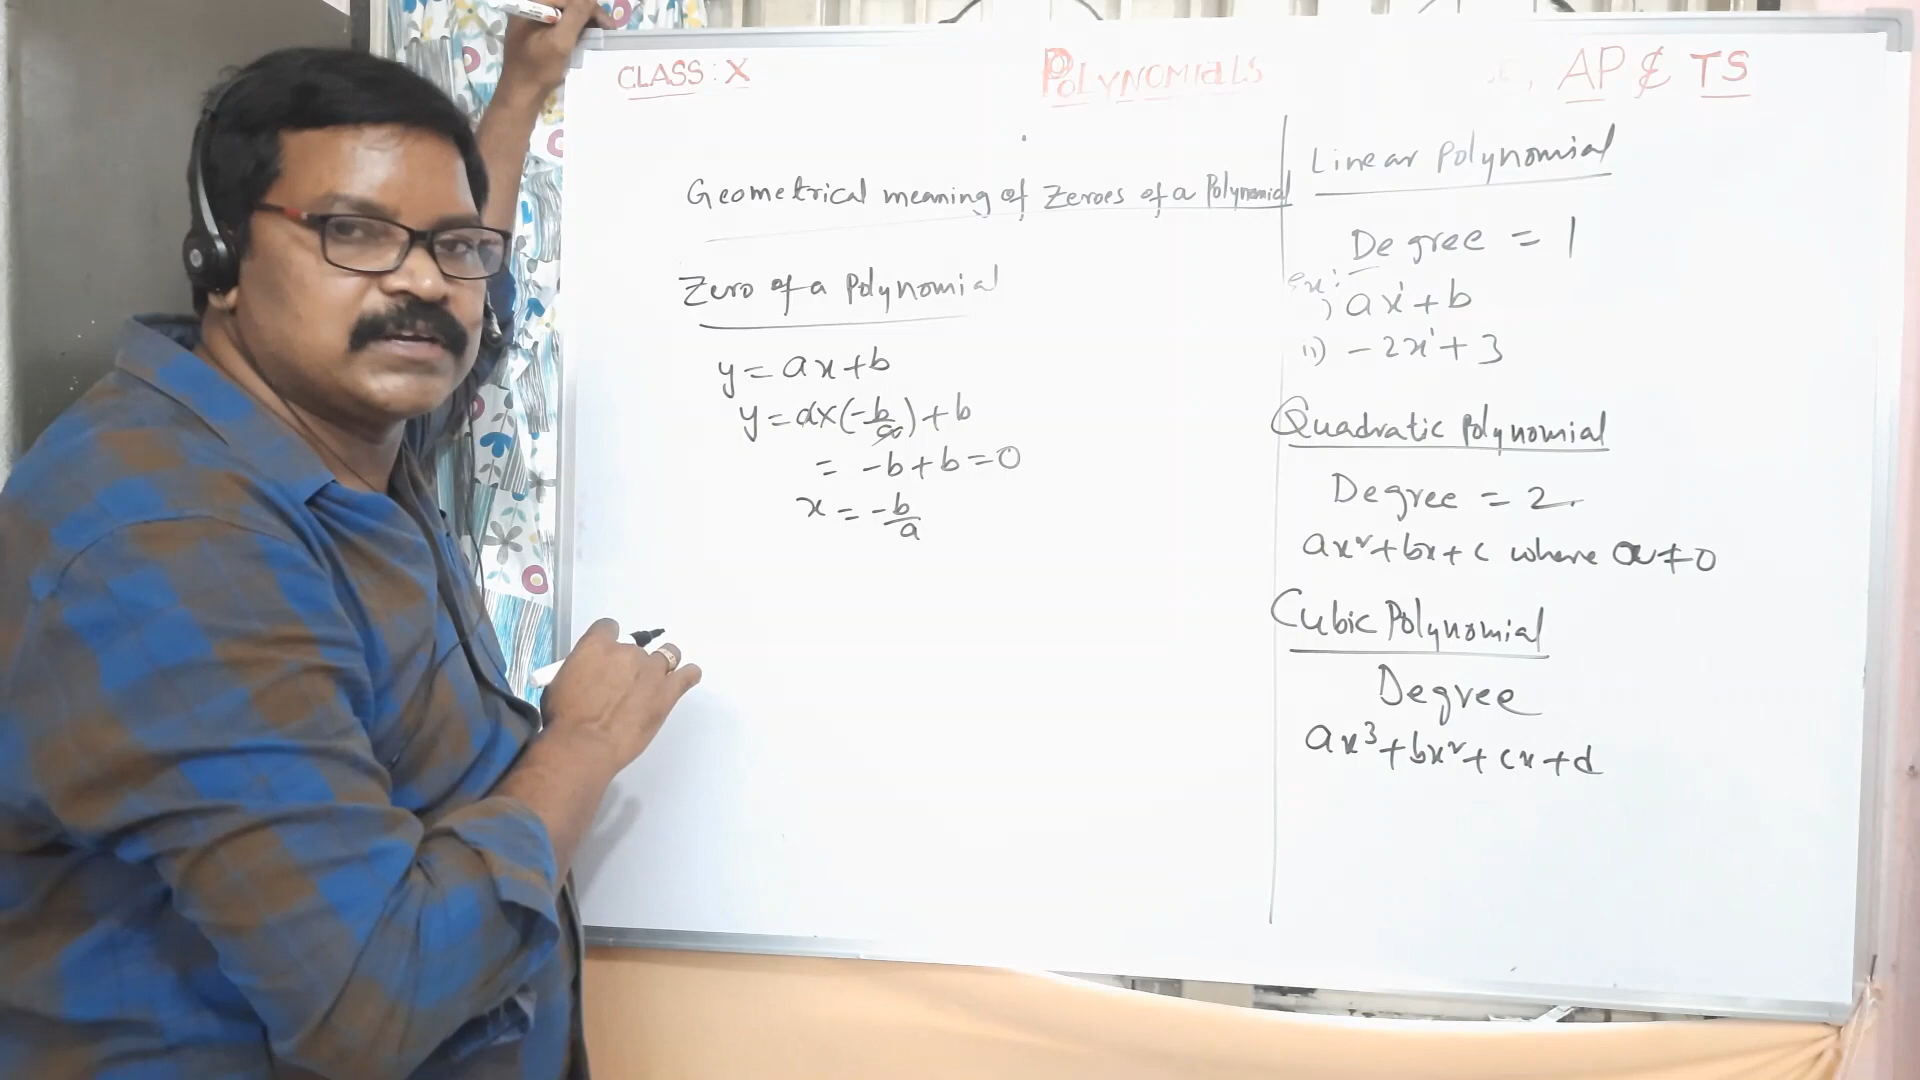 CLASS : X
POLYNOMIALS
AP & TS
Geometrical meaning of Zeroes of a Polynomial
Zero of a Polynomial
y = ax+b
y = ax(-b/a)+b
= -b+b=0
x = -b/a
Linear Polynomial
Degree = 1
Ex:
i) ax¹+b
ii) -2x¹+3
Quadratic Polynomial
Degree = 2.
ax²+bx+c where a≠0
Cubic Polynomial
Degree
ax³+bx²+cx+d